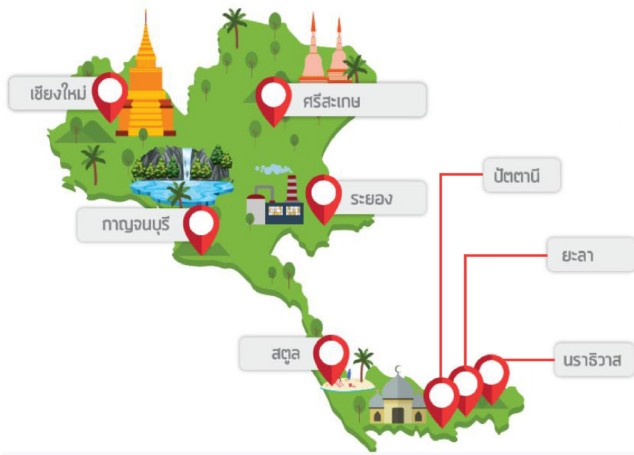 เชียงใหม่
ศรีสะเกษ
ปัตตานี
ระยอง
กาญจนบุรี
ยะลา
สตูล
นราธิวาส